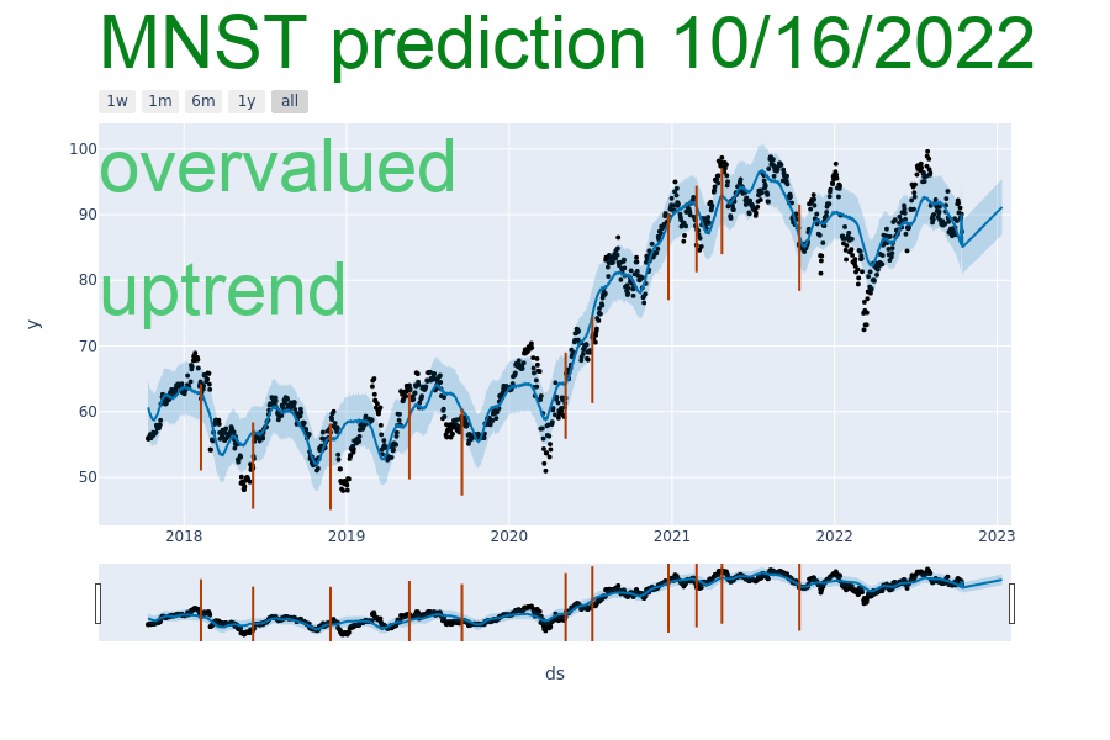 MNST prediction 10/16/2022
1w 1m 6m 1y all
overvalued
uptrend
100
90
80
70
60
50
y
2018 2019 2020 2021 2022 2023
ds